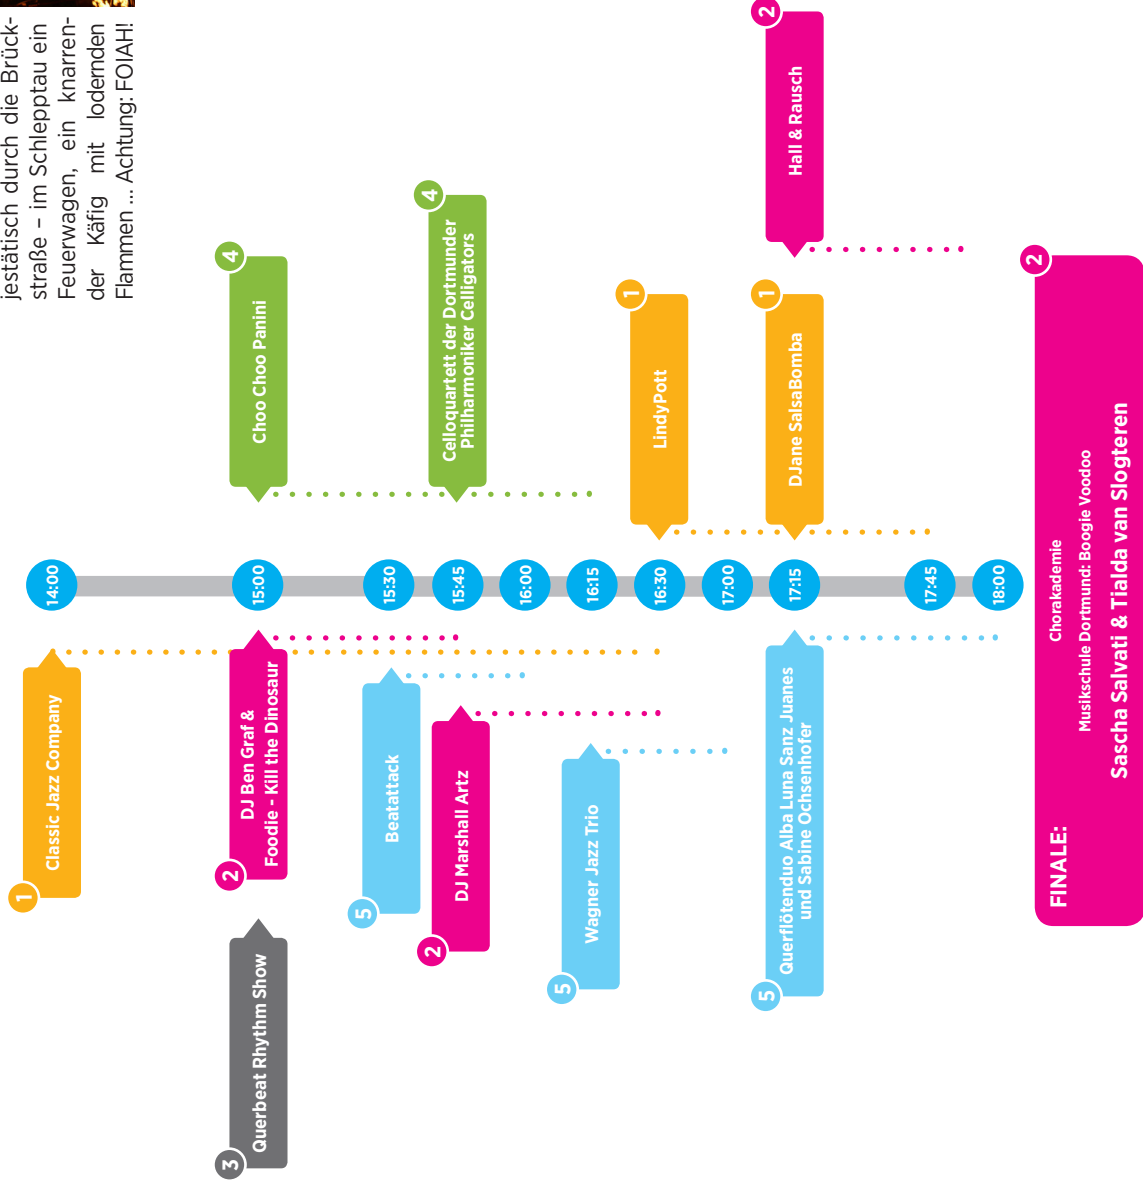 jestätisch durch die Brück-
straße – im Schlepptau ein
Feuerwagen, ein knarren-
der Käfig mit lodernden
Flammen ... Achtung: FOIAH!
1
Classic Jazz Company
14:00
3
Querbeat Rhythm Show
2
DJ Ben Graf &
Foodie - Kill the Dinosaur
15:00
4
Choo Choo Panini
5
Beatattack
15:30
2
DJ Marshall Artz
15:45
4
Celloquartett der Dortmunder
Philharmoniker Celligators
16:00
5
Wagner Jazz Trio
16:15
16:30
1
LindyPott
17:00
5
Querflötenduo Alba Luna Sanz Juanes
und Sabine Ochsenhofer
17:15
1
DJane SalsaBomba
2
Hall & Rausch
17:45
18:00
2
FINALE:
Chorakademie
Musikschule Dortmund: Boogie Voodoo
Sascha Salvati & Tialda van Slogteren